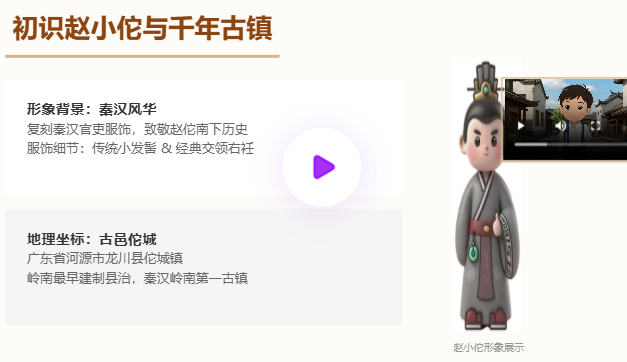 初识赵小佗与千年古镇
形象背景：秦汉风华
复刻秦汉官吏服饰，致敬赵佗南下历史
服饰细节：传统小发髻 & 经典交领右衽
地理坐标：古邑佗城
广东省河源市龙川县佗城镇
岭南最早建制县治，秦汉岭南第一古镇
赵小佗形象展示